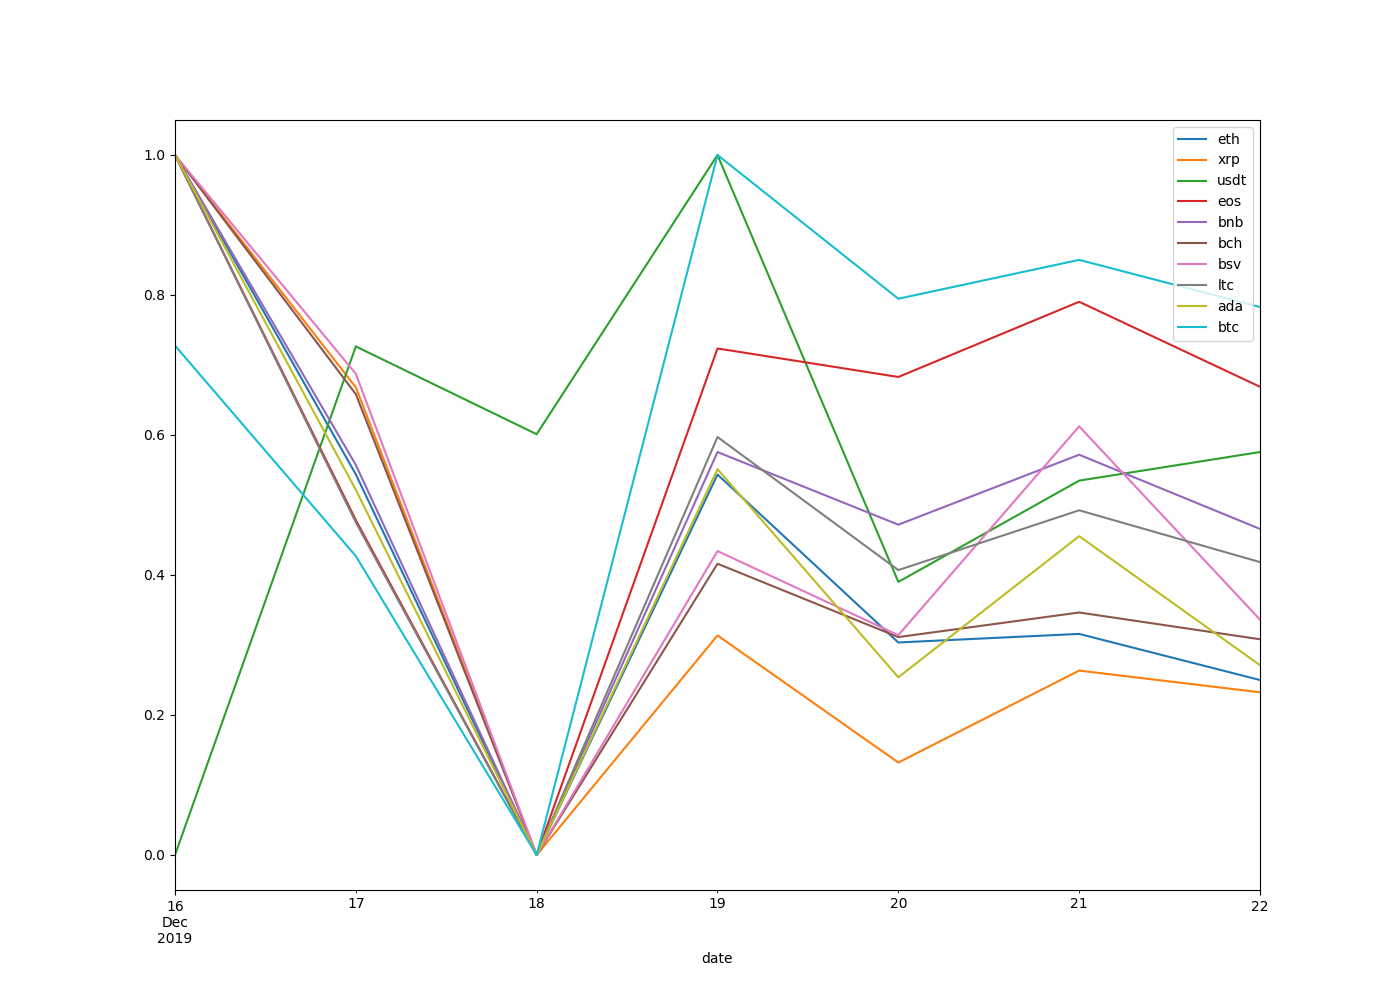 1.0
0.8
0.6
0.4
0.2
0.0
eth
xrp
usdt
eos
bnb
bch
bsv
ltc
ada
btc
16 17 18 19 20 21 22
Dec
2019
date